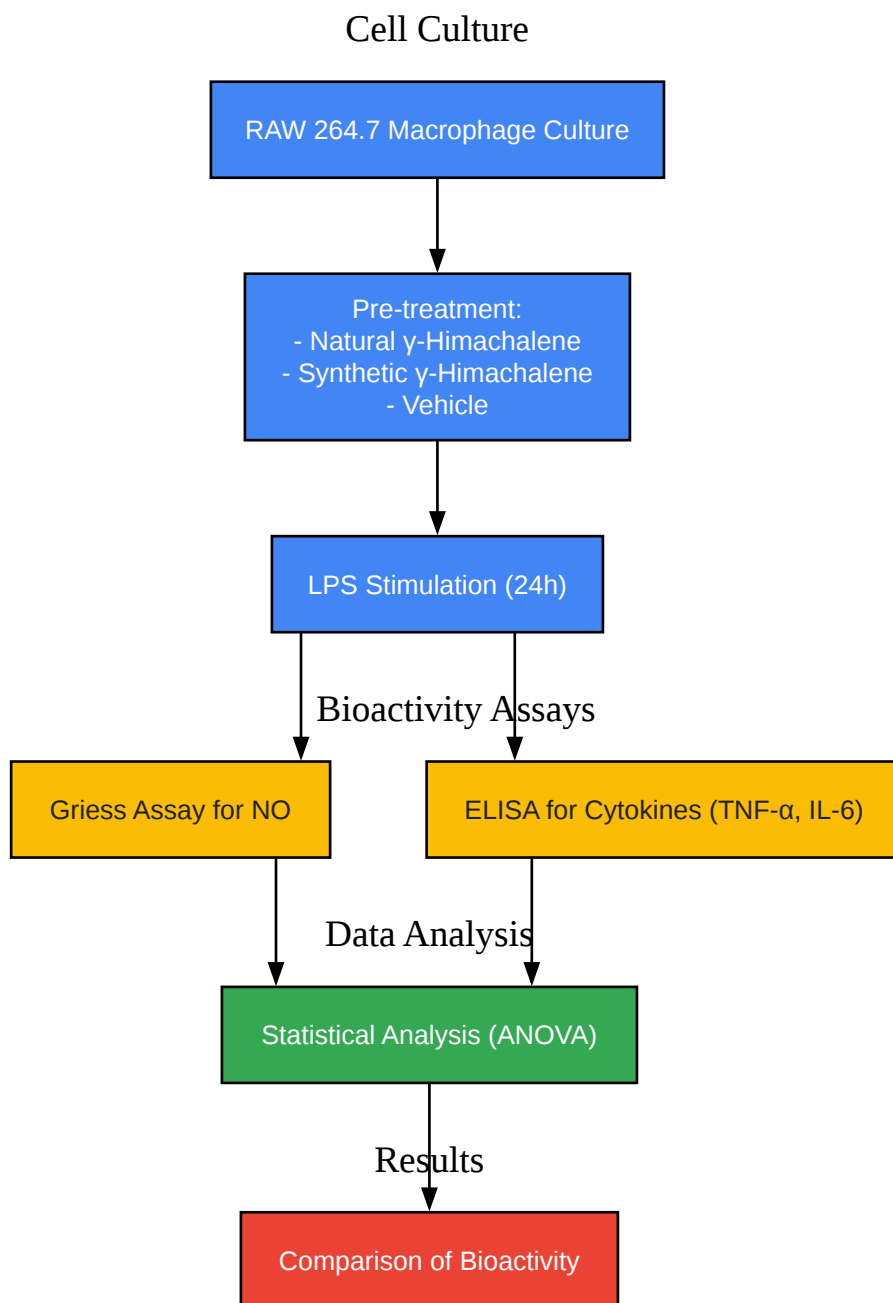 Cell Culture
RAW 264.7 Macrophage Culture
Pre-treatment:
- Natural γ-Himachalene
- Synthetic γ-Himachalene
- Vehicle
LPS Stimulation (24h)
Bioactivity Assays
Griess Assay for NO
ELISA for Cytokines (TNF-α, IL-6)
Data Analysis
Statistical Analysis (ANOVA)
Results
Comparison of Bioactivity